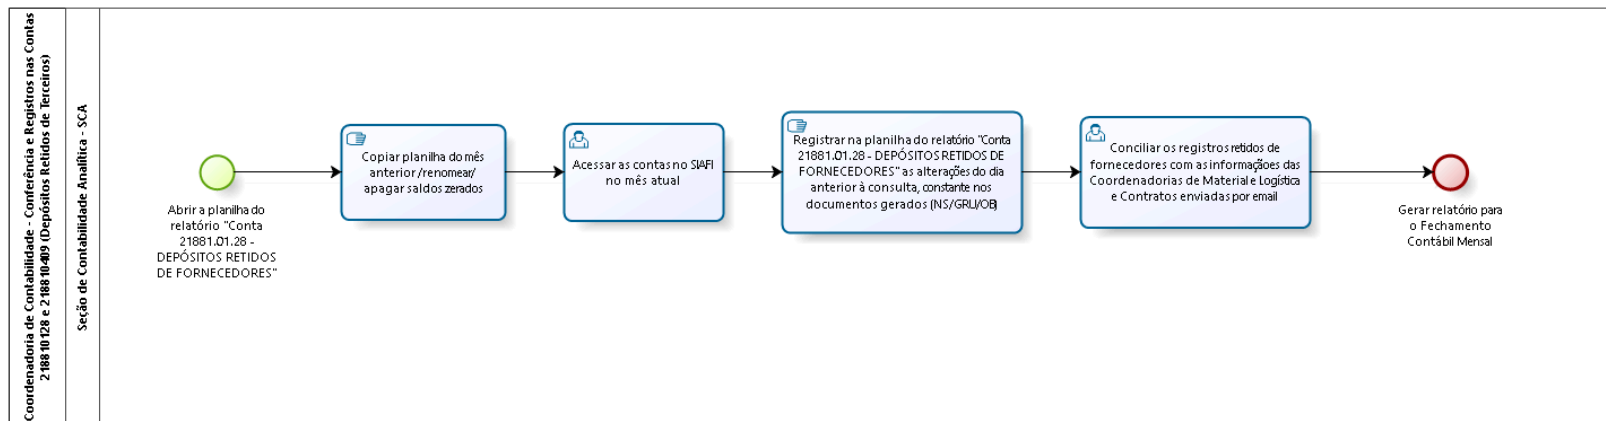 Coordenadoria de Contabilidade - Conferência e Registros nas Contas
218810128 e 218810409 (Depósitos Retidos de Terceiros)
Seção de Contabilidade Analítica - SCA
Abrir a planilha do
relatório "Conta
21881.01.28 -
DEPÓSITOS RETIDOS
DE FORNECEDORES"
Copiar planilha do mês
anterior /renomear/
apagar saldos zerados
Acessar as contas no SIAFI
no mês atual
Registrar na planilha do relatório "Conta
21881.01.28 - DEPÓSITOS RETIDOS DE
FORNECEDORES" as alterações do dia
anterior à consulta, constante nos
documentos gerados (NS/GRU/OB)
Conciliar os registros retidos de
fornecedores com as informaçãoes das
Coordenadorias de Material e Logística
e Contratos enviadas por email
Gerar relatório para
o Fechamento
Contábil Mensal